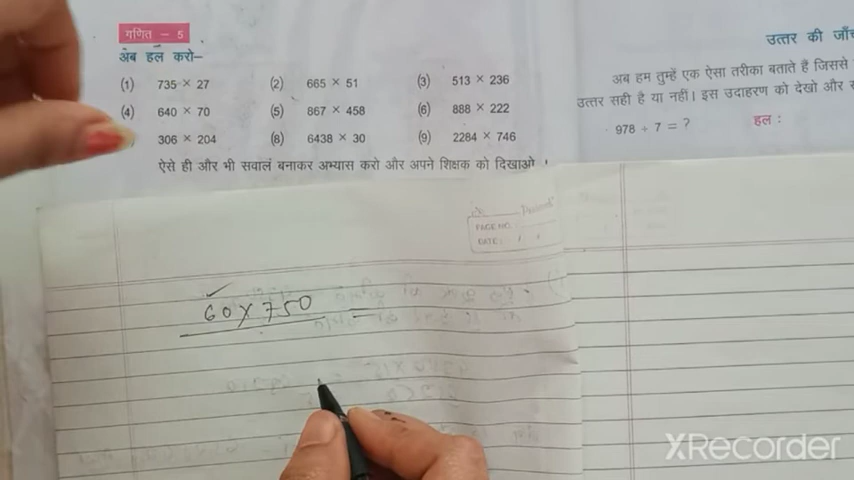 गणित - 5
अब हल करो-
(1) 735 × 27 (2) 665 × 51 (3) 513 × 236
(4) 640 × 70 (5) 867 × 458 (6) 888 × 222
306 × 204 (8) 6438 × 30 (9) 2284 × 746
ऐसे ही और भी सवाल बनाकर अभ्यास करो और अपने शिक्षक को दिखाओ ।
उत्तर की जाँच
अब हम तुम्हें एक ऐसा तरीका बताते हैं जिससे
उत्तर सही है या नहीं। इस उदाहरण को देखो और
978 ÷ 7 = ? हल :
PAGE NO.
DATE: / /
60 × 750 =
XRecorder